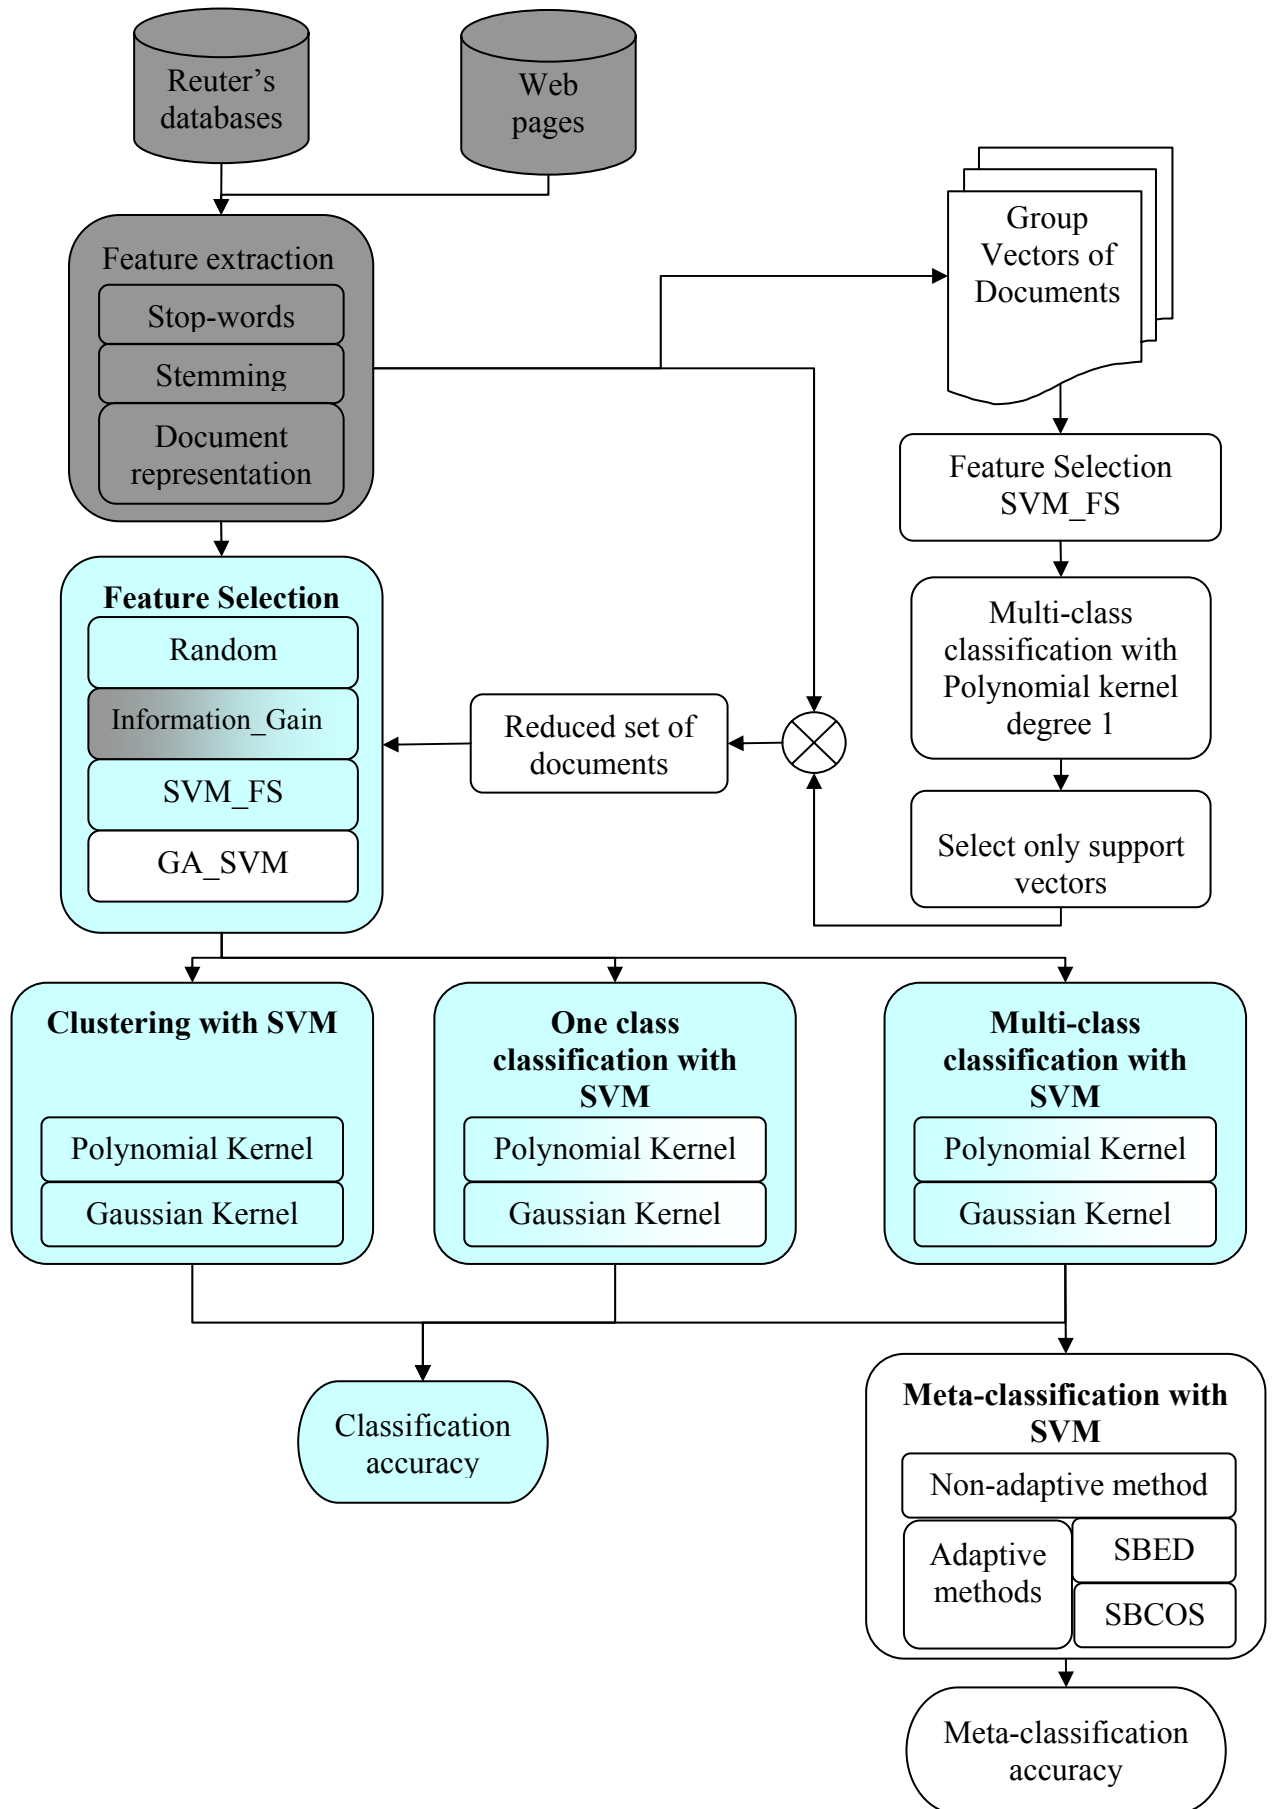 Reuter's
databases
Web
pages
Feature extraction
Stop-words
Stemming
Document
representation
Group
Vectors of
Documents
Feature Selection
SVM_FS
Multi-class
classification with
Polynomial kernel
degree 1
Select only support
vectors
Reduced set of
documents
Feature Selection
Random
Information_Gain
SVM_FS
GA_SVM
Clustering with SVM
Polynomial Kernel
Gaussian Kernel
One class
classification with
SVM
Polynomial Kernel
Gaussian Kernel
Multi-class
classification with
SVM
Polynomial Kernel
Gaussian Kernel
Classification
accuracy
Meta-classification with
SVM
Non-adaptive method
Adaptive
methods
SBED
SBCOS
Meta-classification
accuracy